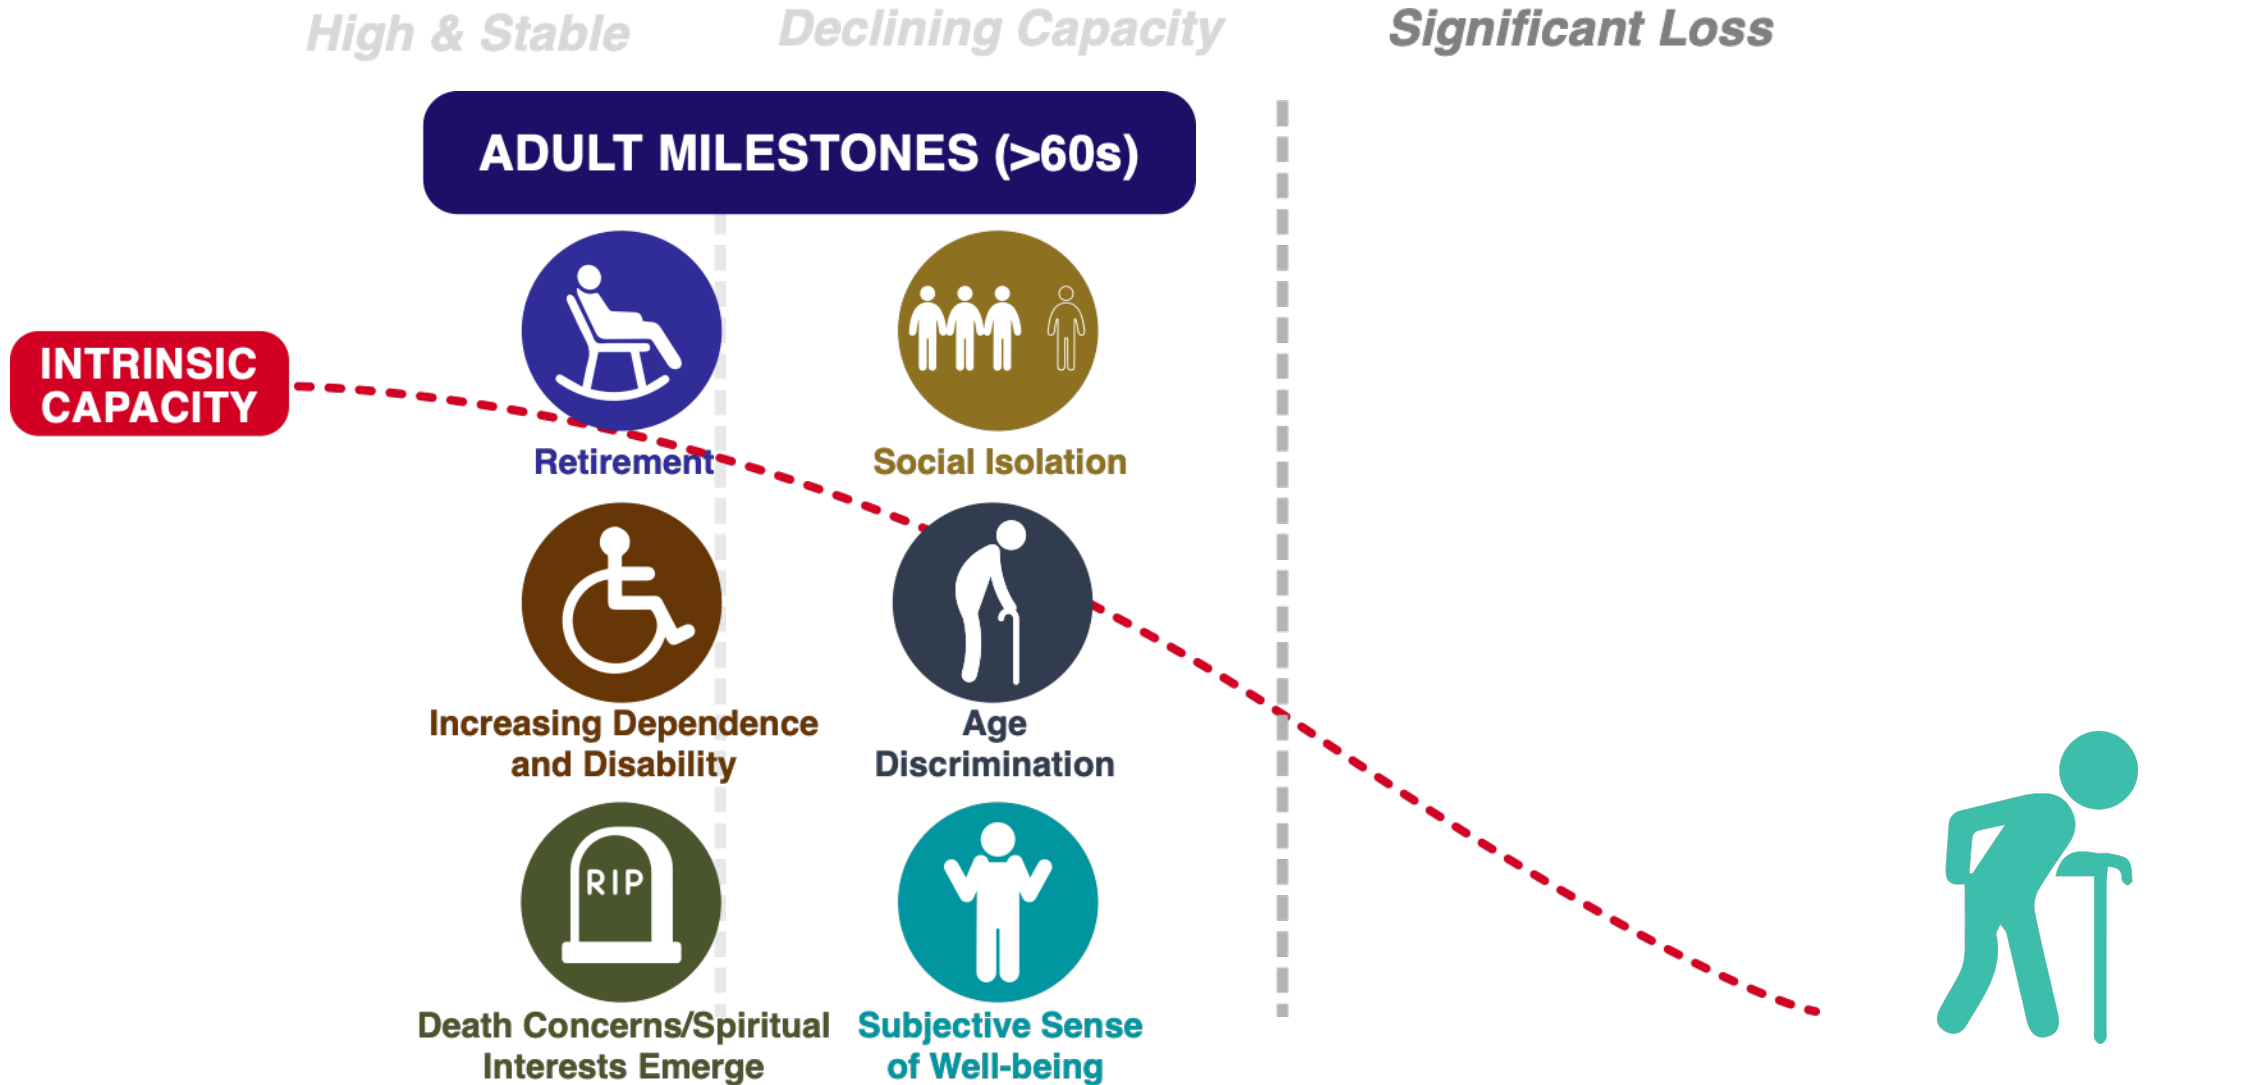 High & Stable
Declining Capacity
Significant Loss
ADULT MILESTONES (>60s)
INTRINSIC
CAPACITY
Retirement
Social Isolation
Increasing Dependence
and Disability
Age
Discrimination
RIP
Death Concerns/Spiritual
Interests Emerge
Subjective Sense
of Well-being